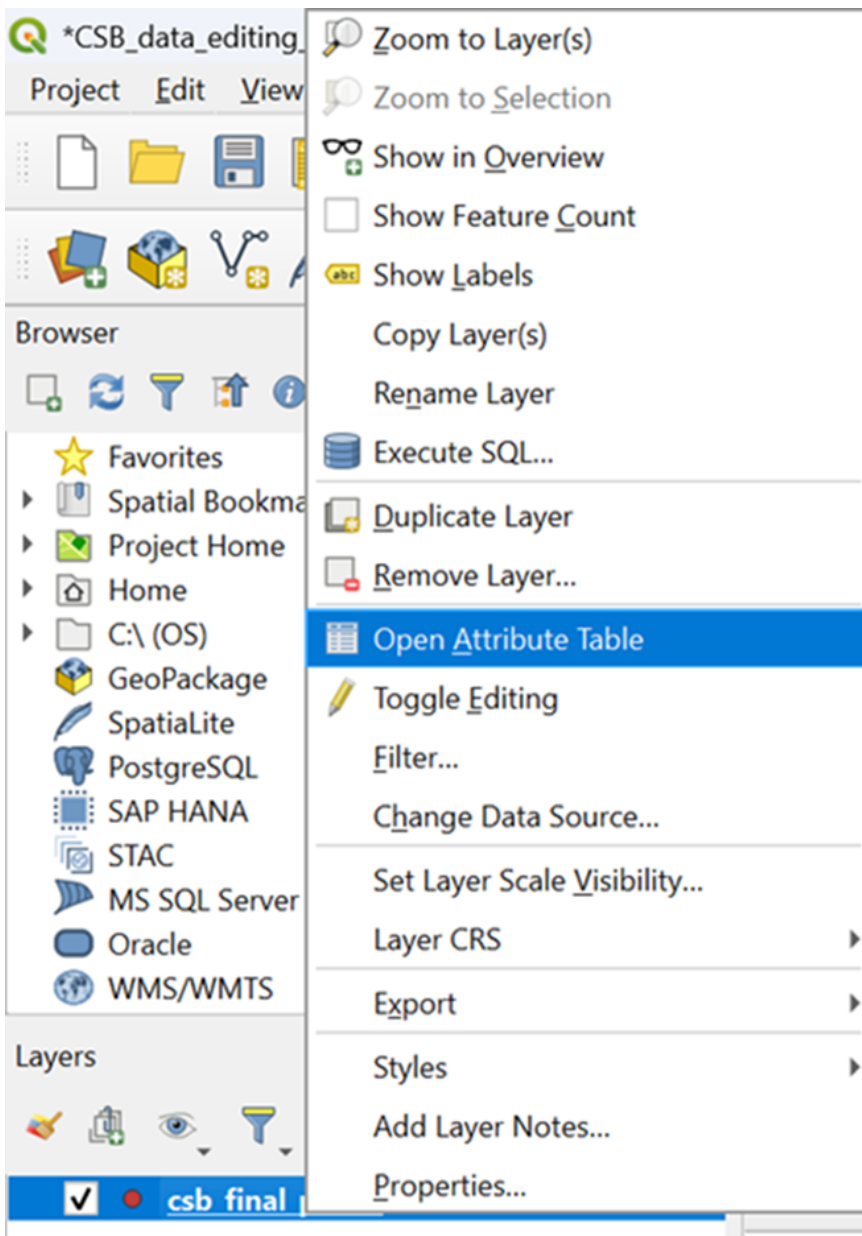 *CSB_data_editing_
Project Edit View
Browser
Favorites
Spatial Bookma
Project Home
Home
C:\ (OS)
GeoPackage
SpatiaLite
PostgreSQL
SAP HANA
STAC
MS SQL Server
Oracle
WMS/WMTS
Layers
csb_final
Zoom to Layer(s)
Zoom to Selection
Show in Overview
Show Feature Count
abc Show Labels
Copy Layer(s)
Rename Layer
Execute SQL...
Duplicate Layer
Remove Layer...
Open Attribute Table
Toggle Editing
Filter...
Change Data Source...
Set Layer Scale Visibility...
Layer CRS
Export
Styles
Add Layer Notes...
Properties...